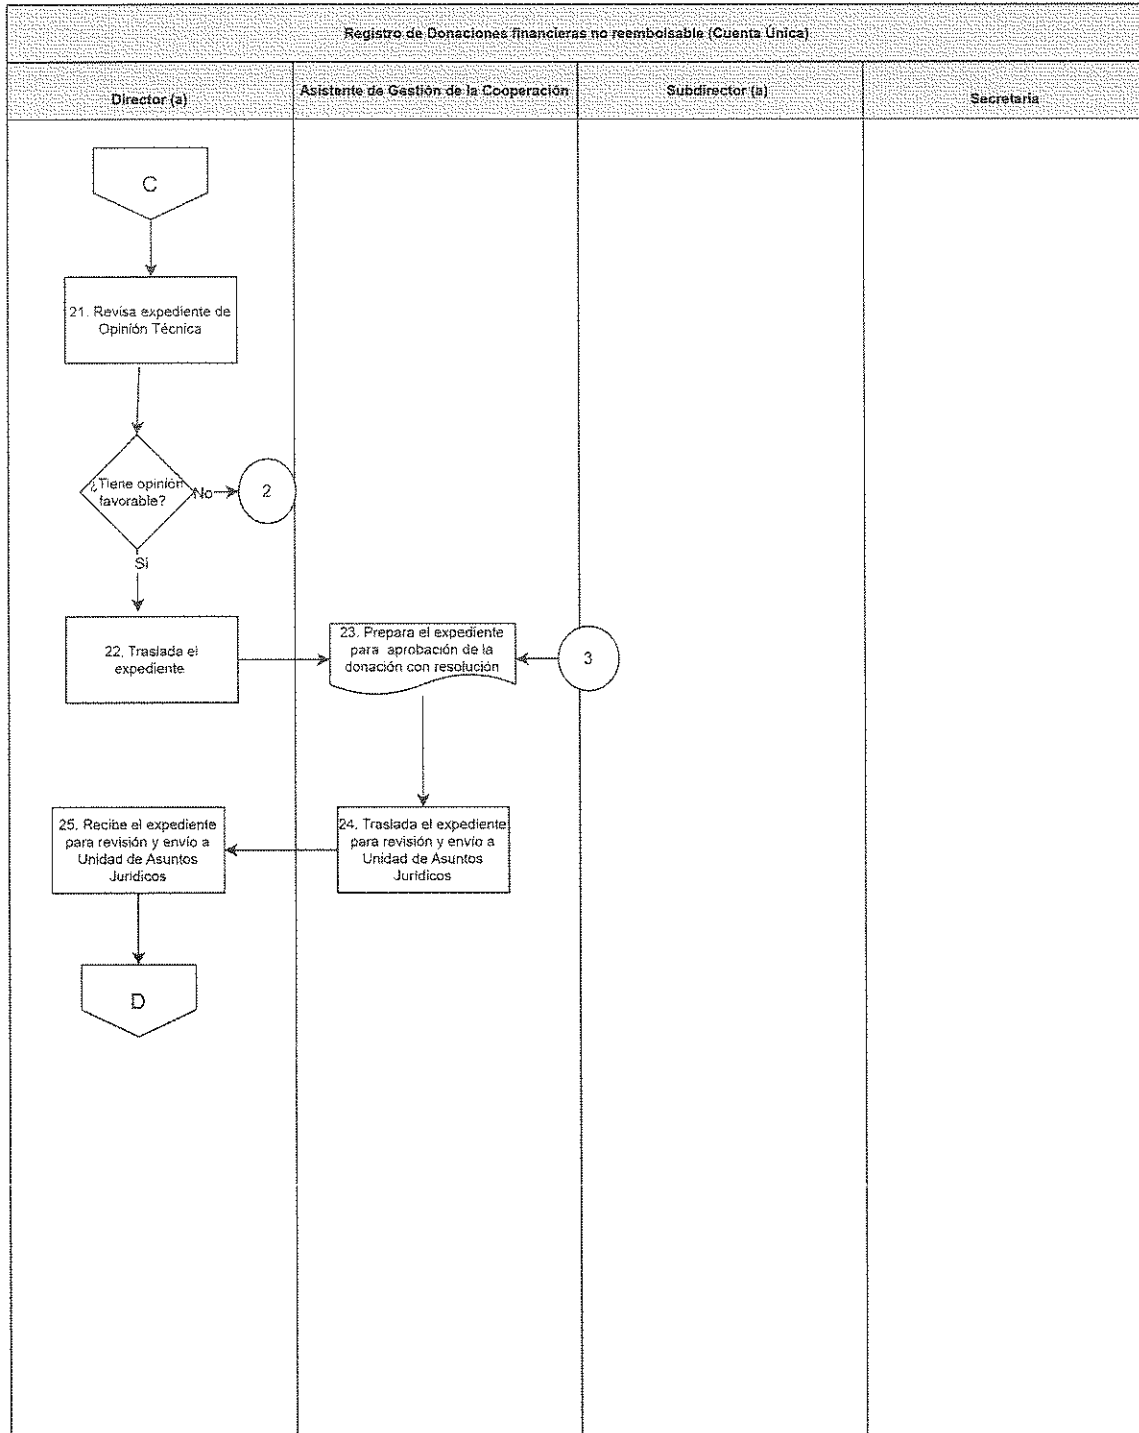 Registro de Donaciones financieras no reembolsable (Cuenta Unica)
Director (a)
Asistente de Gestión de la Cooperación
Subdirector (a)
Secretaria
C
21. Revisa expediente de
Opinión Técnica
¿Tiene opinión
favorable?
No
2
Si
22. Traslada el
expediente
23. Prepara el expediente
para aprobación de la
donación con resolución
3
25. Recibe el expediente
para revisión y envío a
Unidad de Asuntos
Jurídicos
24. Traslada el expediente
para revisión y envío a
Unidad de Asuntos
Jurídicos
D